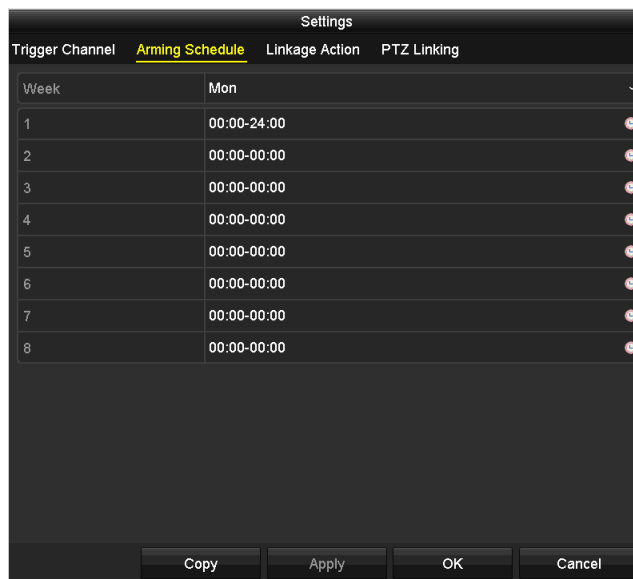 Settings
Trigger Channel Arming Schedule Linkage Action PTZ Linking
Week Mon
1 00:00-24:00
2 00:00-00:00
3 00:00-00:00
4 00:00-00:00
5 00:00-00:00
6 00:00-00:00
7 00:00-00:00
8 00:00-00:00
Copy Apply OK Cancel